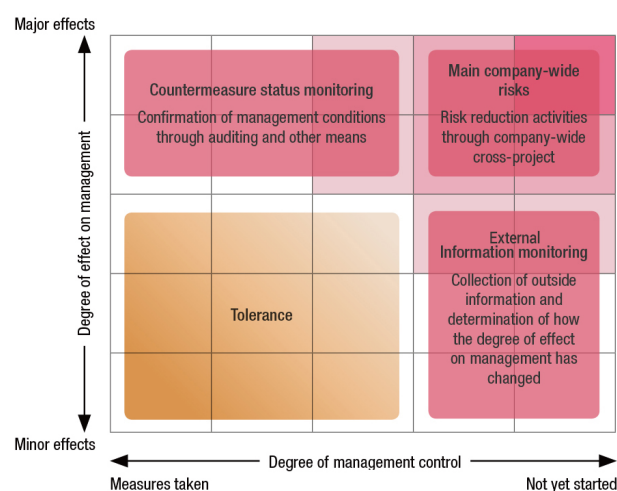 Major effects
Countermeasure status monitoring
Confirmation of management conditions
through auditing and other means
Main company-wide
risks
Risk reduction activities
through company-wide
cross-project
Degree of effect on management
Tolerance
External
Information monitoring
Collection of outside
information and
determination of how
the degree of effect
on management has
changed
Minor effects
Degree of management control
Measures taken
Not yet started